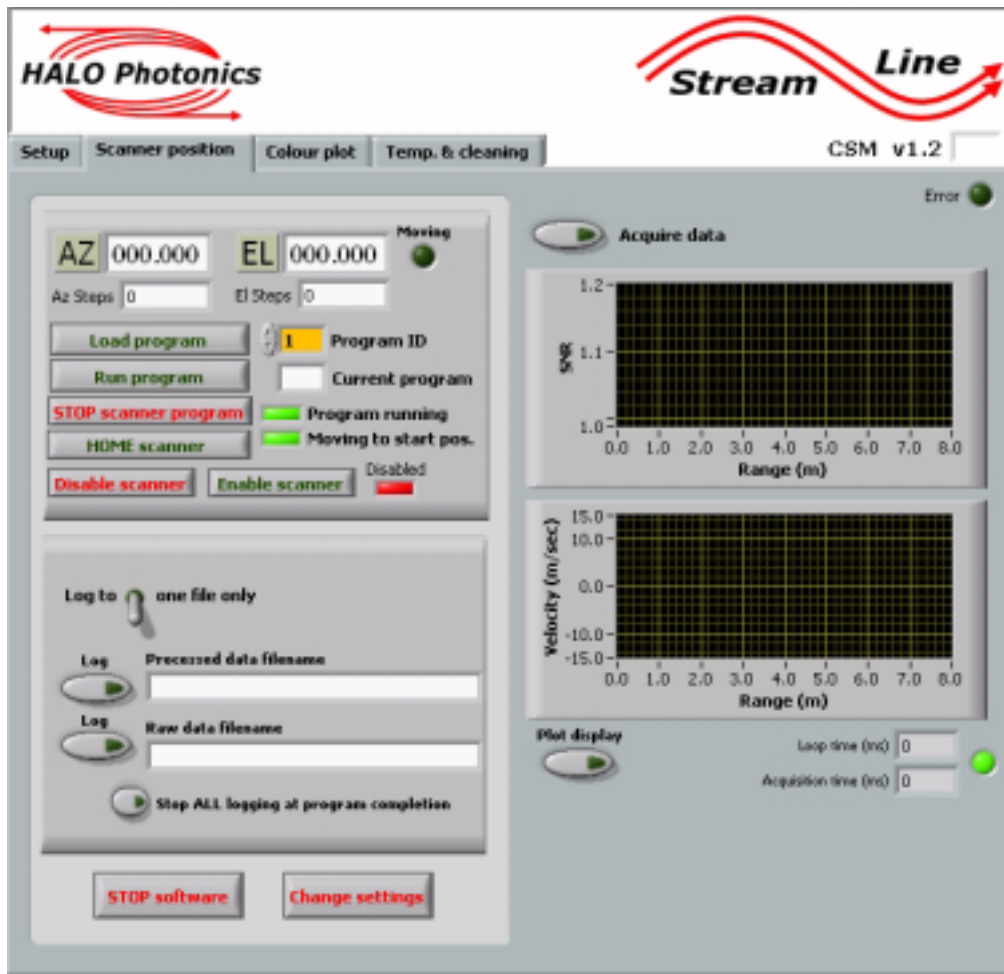 HALO Photonics
Stream Line
Setup Scanner position Colour plot Temp. & cleaning
CSM v1.2
Error
AZ 000.000 EL 000.000 Moving
Az Steps 0 El Steps 0
Load program 1 Program ID
Run program Current program
STOP scanner program Program running
HOME scanner Moving to start pos.
Disable scanner Enable scanner Disabled
Log to one file only
Log Processed data filename
Log Raw data filename
Stop ALL logging at program completion
STOP software Change settings
Acquire data
SNR
1.2
1.1
1.0
0.0 1.0 2.0 3.0 4.0 5.0 6.0 7.0 8.0
Range (m)
Velocity (m/sec)
15.0
10.0
0.0
-10.0
-15.0
0.0 1.0 2.0 3.0 4.0 5.0 6.0 7.0 8.0
Range (m)
Plot display
Loop time (ms) 0
Acquisition time (ms) 0